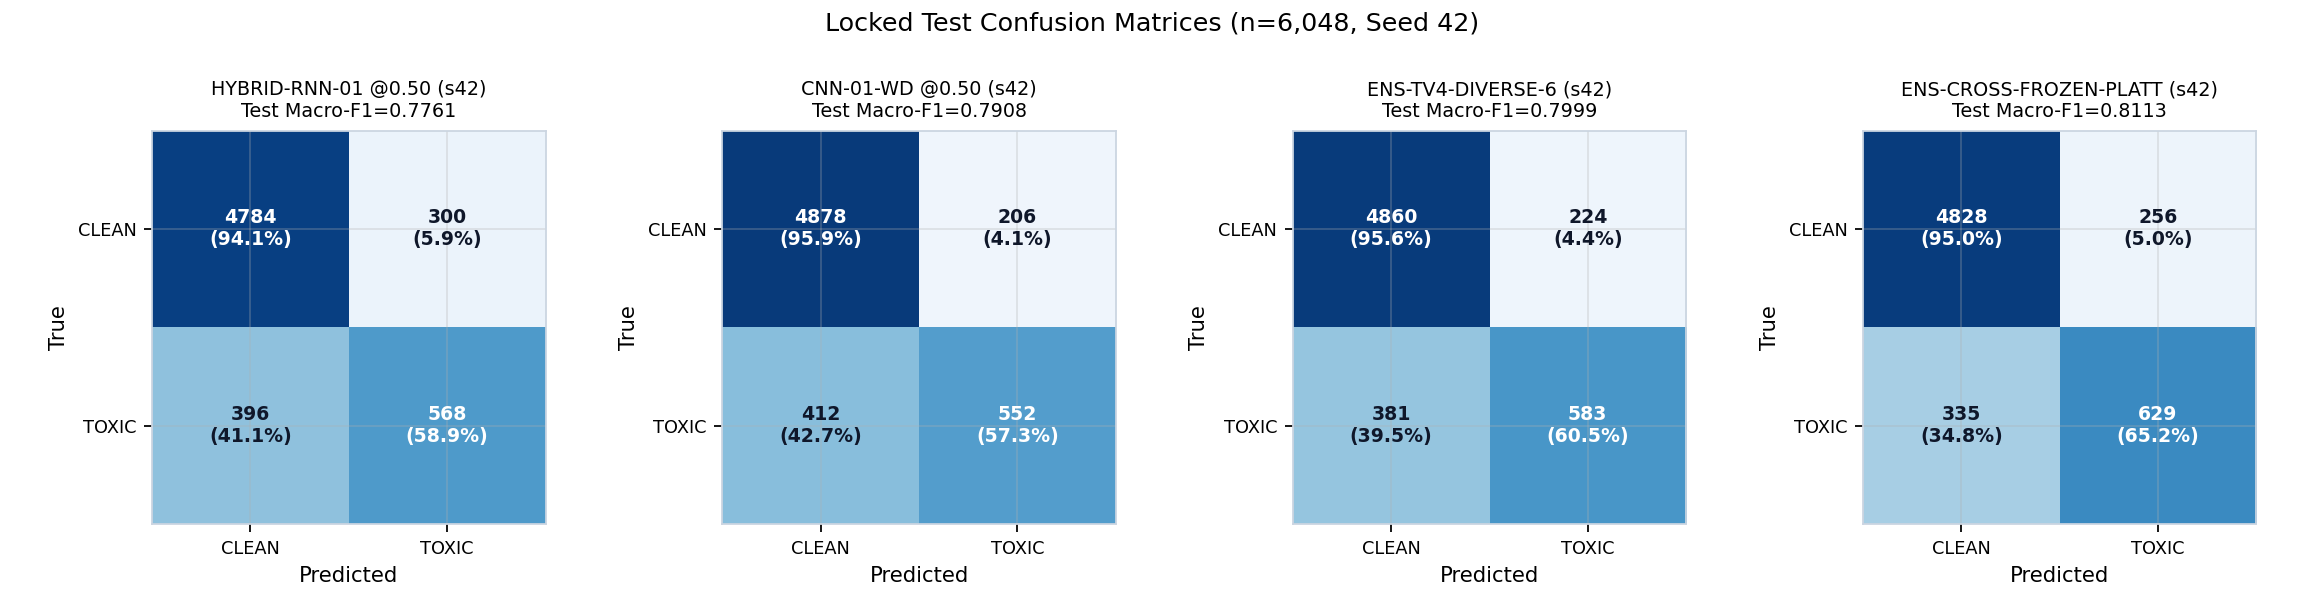 Locked Test Confusion Matrices (n=6,048, Seed 42)
HYBRID-RNN-01 @0.50 (s42)
Test Macro-F1=0.7761
True
CLEAN
TOXIC
4784
(94.1%)
300
(5.9%)
396
(41.1%)
568
(58.9%)
CLEAN
TOXIC
Predicted
CNN-01-WD @0.50 (s42)
Test Macro-F1=0.7908
True
CLEAN
TOXIC
4878
(95.9%)
206
(4.1%)
412
(42.7%)
552
(57.3%)
CLEAN
TOXIC
Predicted
ENS-TV4-DIVERSE-6 (s42)
Test Macro-F1=0.7999
True
CLEAN
TOXIC
4860
(95.6%)
224
(4.4%)
381
(39.5%)
583
(60.5%)
CLEAN
TOXIC
Predicted
ENS-CROSS-FROZEN-PLATT (s42)
Test Macro-F1=0.8113
True
CLEAN
TOXIC
4828
(95.0%)
256
(5.0%)
335
(34.8%)
629
(65.2%)
CLEAN
TOXIC
Predicted